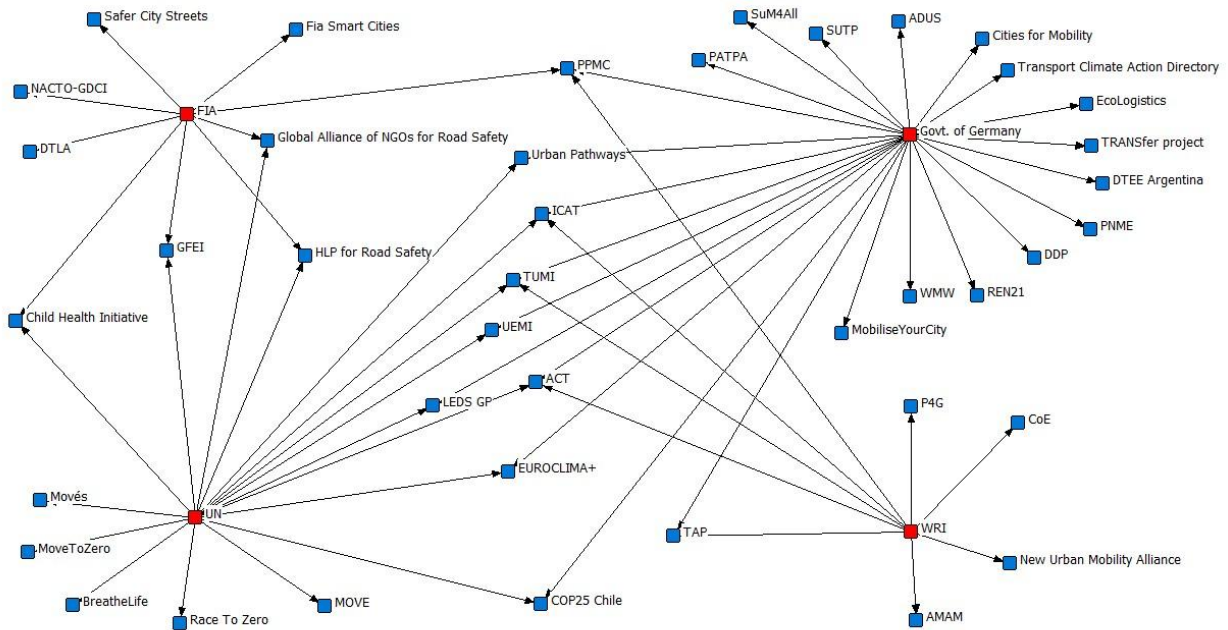 Safer City Streets
Fia Smart Cities
SuM4All
SUTP
ADUS
Cities for Mobility
PATPA
PPMC
Transport Climate Action Directory
NACTO-GDCI
EcoLogistics
FIA
Global Alliance of NGOs for Road Safety
Govt. of Germany
TRANSfer project
DTLA
Urban Pathways
DTEE Argentina
ICAT
PNME
GFEI
HLP for Road Safety
DDP
TUMI
WMW
REN21
Child Health Initiative
UEMI
MobiliseYourCity
ACT
LEDS GP
P4G
CoE
EUROCLIMA+
Movés
UN
TAP
WRI
MoveToZero
New Urban Mobility Alliance
BreatheLife
MOVE
COP25 Chile
Race To Zero
AMAM